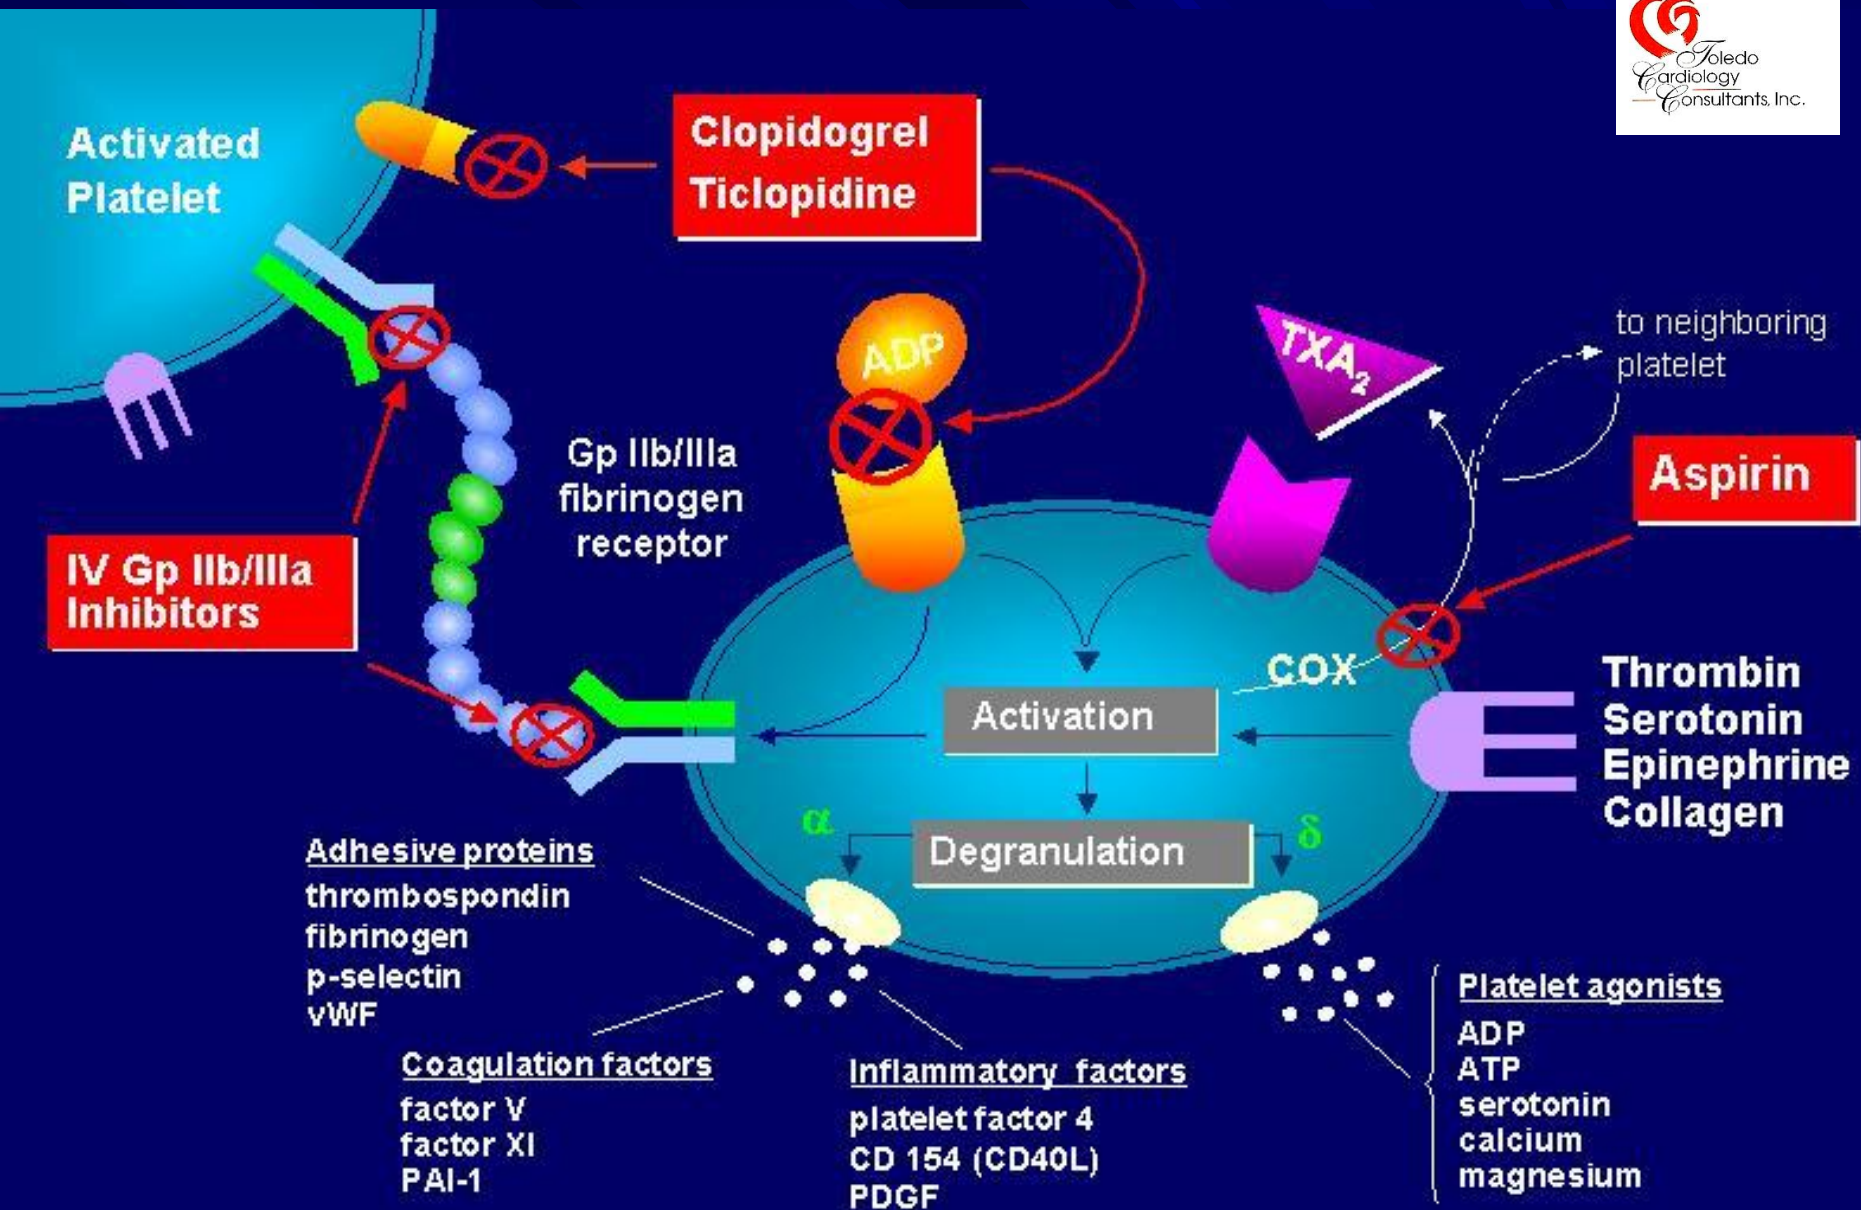 Toledo
Cardiology
Consultants, Inc.
Activated
Platelet
Clopidogrel
Ticlopidine
ADP
TXA2
to neighboring
platelet
Aspirin
Gp IIb/IIIa
fibrinogen
receptor
IV Gp IIb/IIIa
Inhibitors
COX
Activation
Thrombin
Serotonin
Epinephrine
Collagen
α
Degranulation
δ
Adhesive proteins
thrombospondin
fibrinogen
p-selectin
vWF
Coagulation factors
factor V
factor XI
PAI-1
Inflammatory factors
platelet factor 4
CD 154 (CD40L)
PDGF
Platelet agonists
ADP
ATP
serotonin
calcium
magnesium